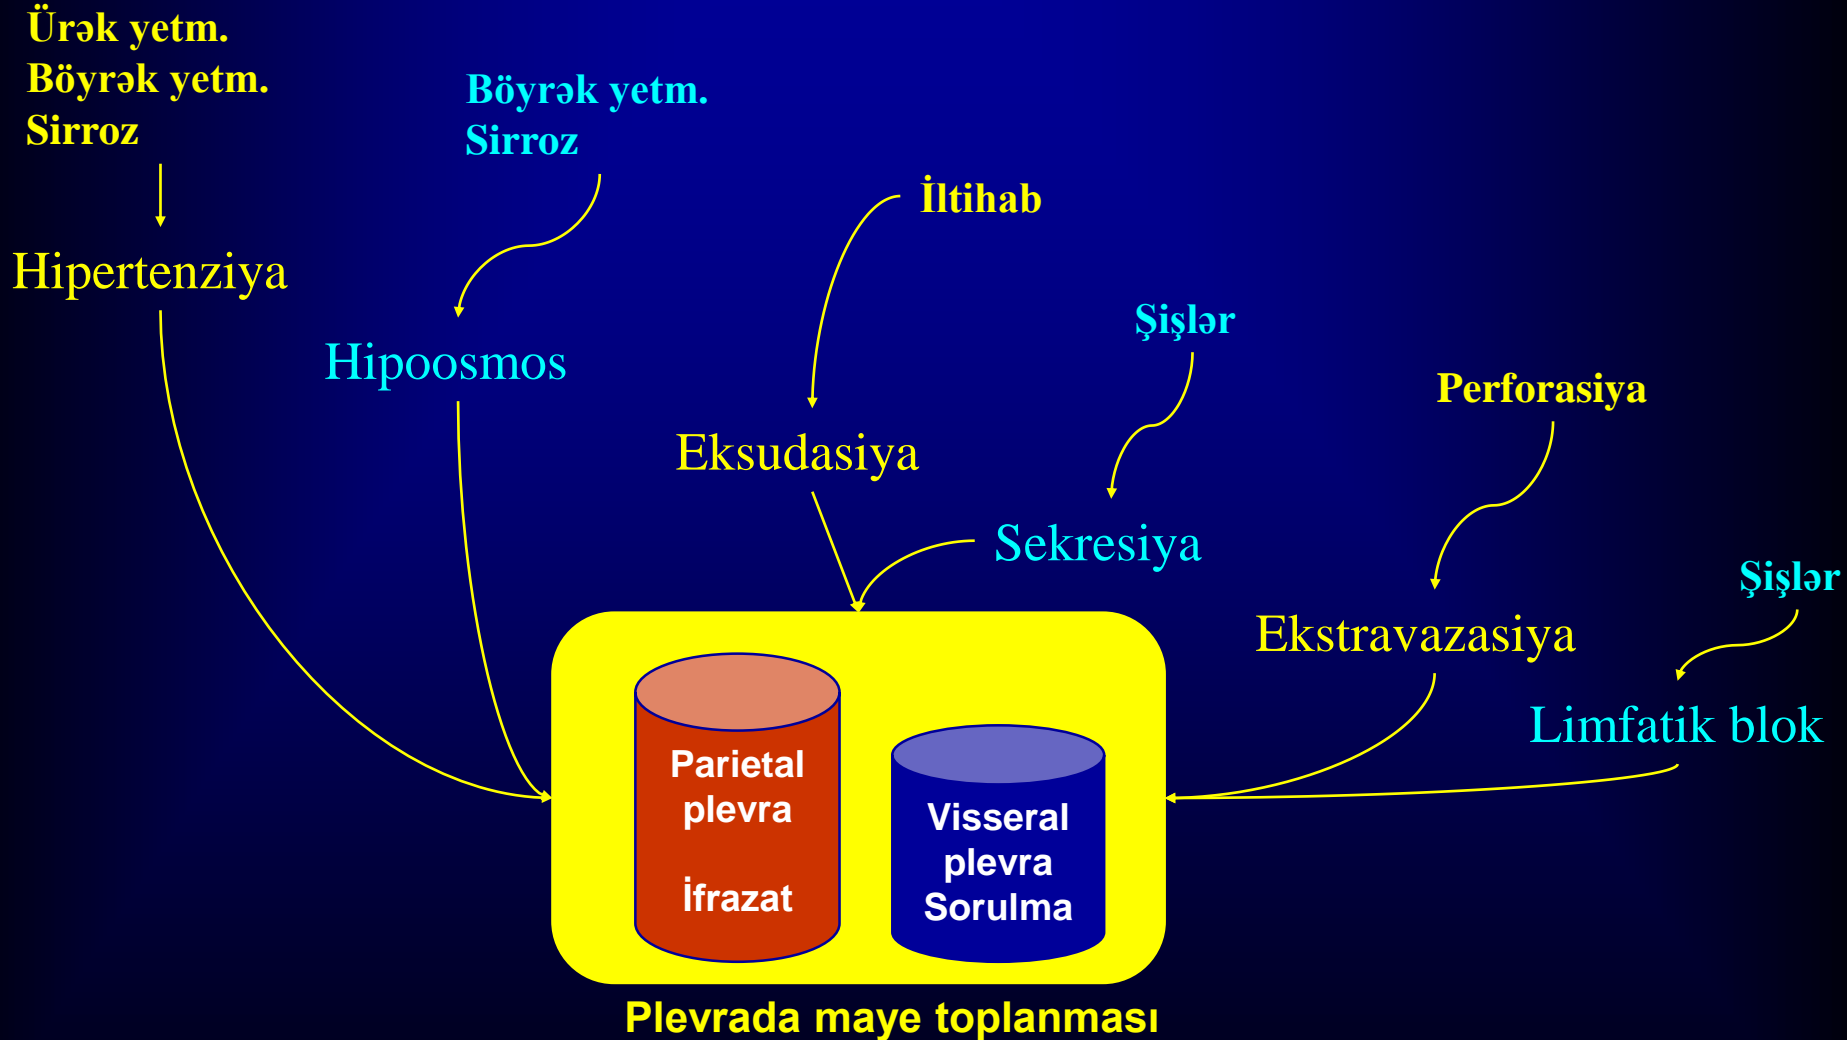 Ürək yetm.
Böyrək yetm.
Sirroz
Böyrək yetm.
Sirroz
İltihab
Hipertenziya
Şişlər
Hipoosmos
Perforasiya
Eksudasiya
Sekresiya
Şişlər
Ekstravazasiya
Limfatik blok
Parietal
plevra
İfrazat
Visseral
plevra
Sorulma
Plevrada maye toplanması